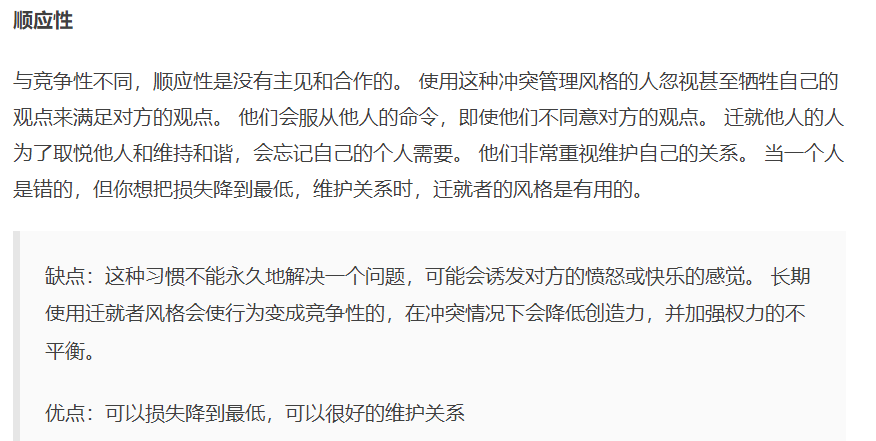 顺应性
与竞争性不同，顺应性是没有主见和合作的。 使用这种冲突管理风格的人忽视甚至牺牲自己的
观点来满足对方的观点。 他们会服从他人的命令，即使他们不同意对方的观点。 迁就他人的人
为了取悦他人和维持和谐，会忘记自己的个人需要。 他们非常重视维护自己的关系。 当一个人
是错的，但你想把损失降到最低，维护关系时，迁就者的风格是有用的。
缺点：这种习惯不能永久地解决一个问题，可能会诱发对方的愤怒或快乐的感觉。 长期
使用迁就者风格会使行为变成竞争性的，在冲突情况下会降低创造力，并加强权力的不
平衡。
优点：可以损失降到最低，可以很好的维护关系